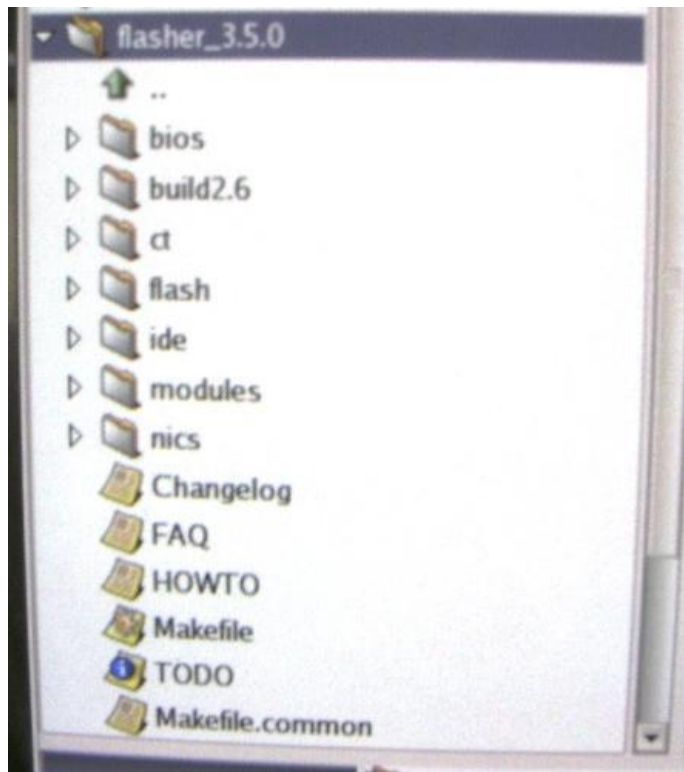 flasher_3.5.0
..
bios
build2.6
ct
flash
ide
modules
nics
Changelog
FAQ
HOWTO
Makefile
TODO
Makefile.common